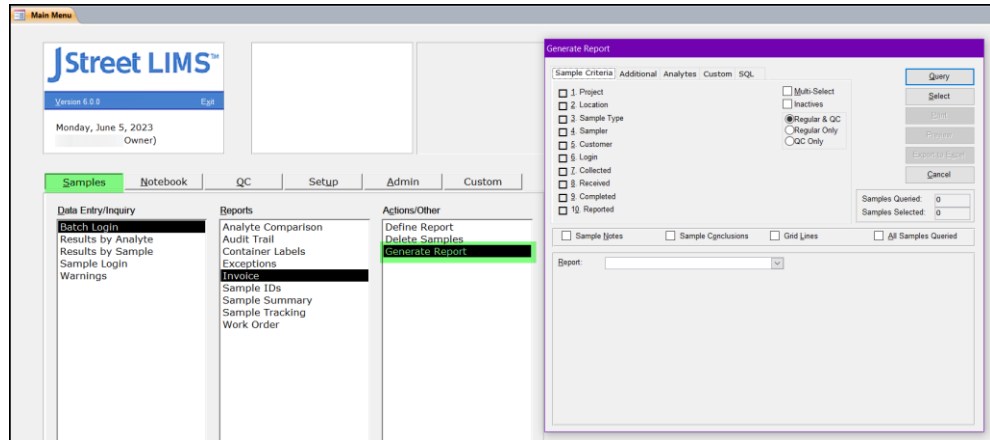 Main Menu
JStreet LIMS™
Version 6.0.0 Exit
Monday, June 5, 2023
Owner)
Samples Notebook QC Setup Admin Custom
Data Entry/Inquiry
Batch Login
Results by Analyte
Results by Sample
Sample Login
Warnings
Reports
Analyte Comparison
Audit Trail
Container Labels
Exceptions
Invoice
Sample IDs
Sample Summary
Sample Tracking
Work Order
Actions/Other
Define Report
Delete Samples
Generate Report
Generate Report
Sample Criteria Additional Analytes Custom SQL
1. Project
2. Location
3. Sample Type
4. Sampler
5. Customer
6. Login
7. Collected
8. Received
9. Completed
10. Reported
Multi-Select
Inactives
Regular & QC
Regular Only
QC Only
Query
Select
Print
Preview
Export to Excel
Cancel
Samples Queried: 0
Samples Selected: 0
Sample Notes Sample Conclusions Grid Lines All Samples Queried
Report: